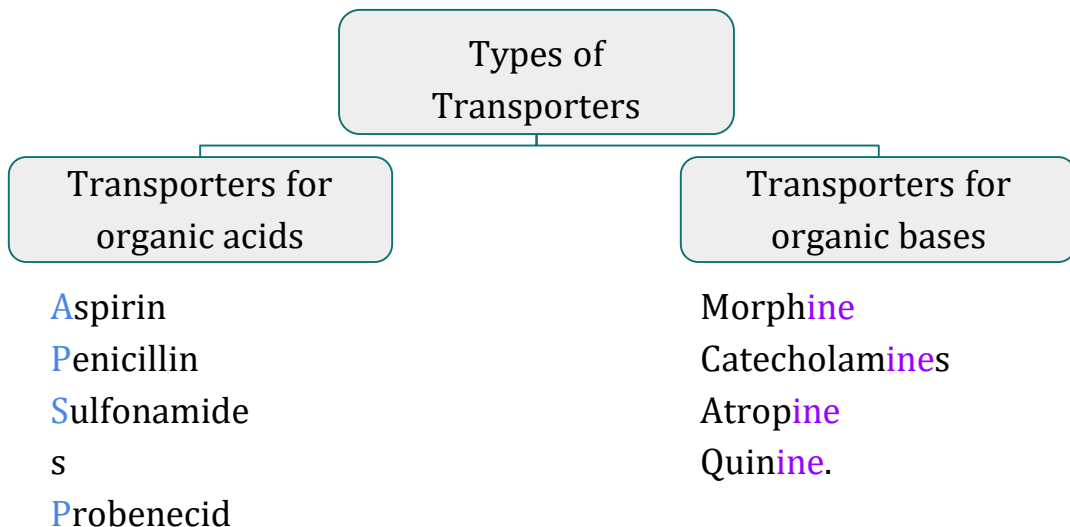 Types of
Transporters
Transporters for
organic acids
Transporters for
organic bases
Aspirin
Penicillin
Sulfonamide
s
Probenecid
Morphine
Catecholamines
Atropine
Quinine.